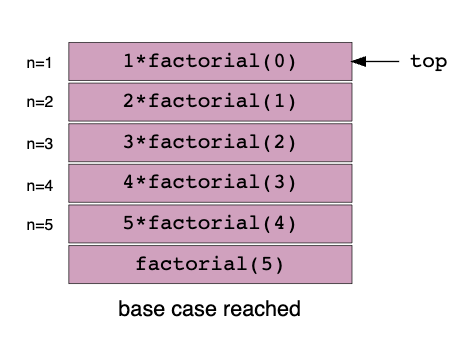 n=1 1*factorial(0) top
n=2 2*factorial(1)
n=3 3*factorial(2)
n=4 4*factorial(3)
n=5 5*factorial(4)
factorial(5)
base case reached